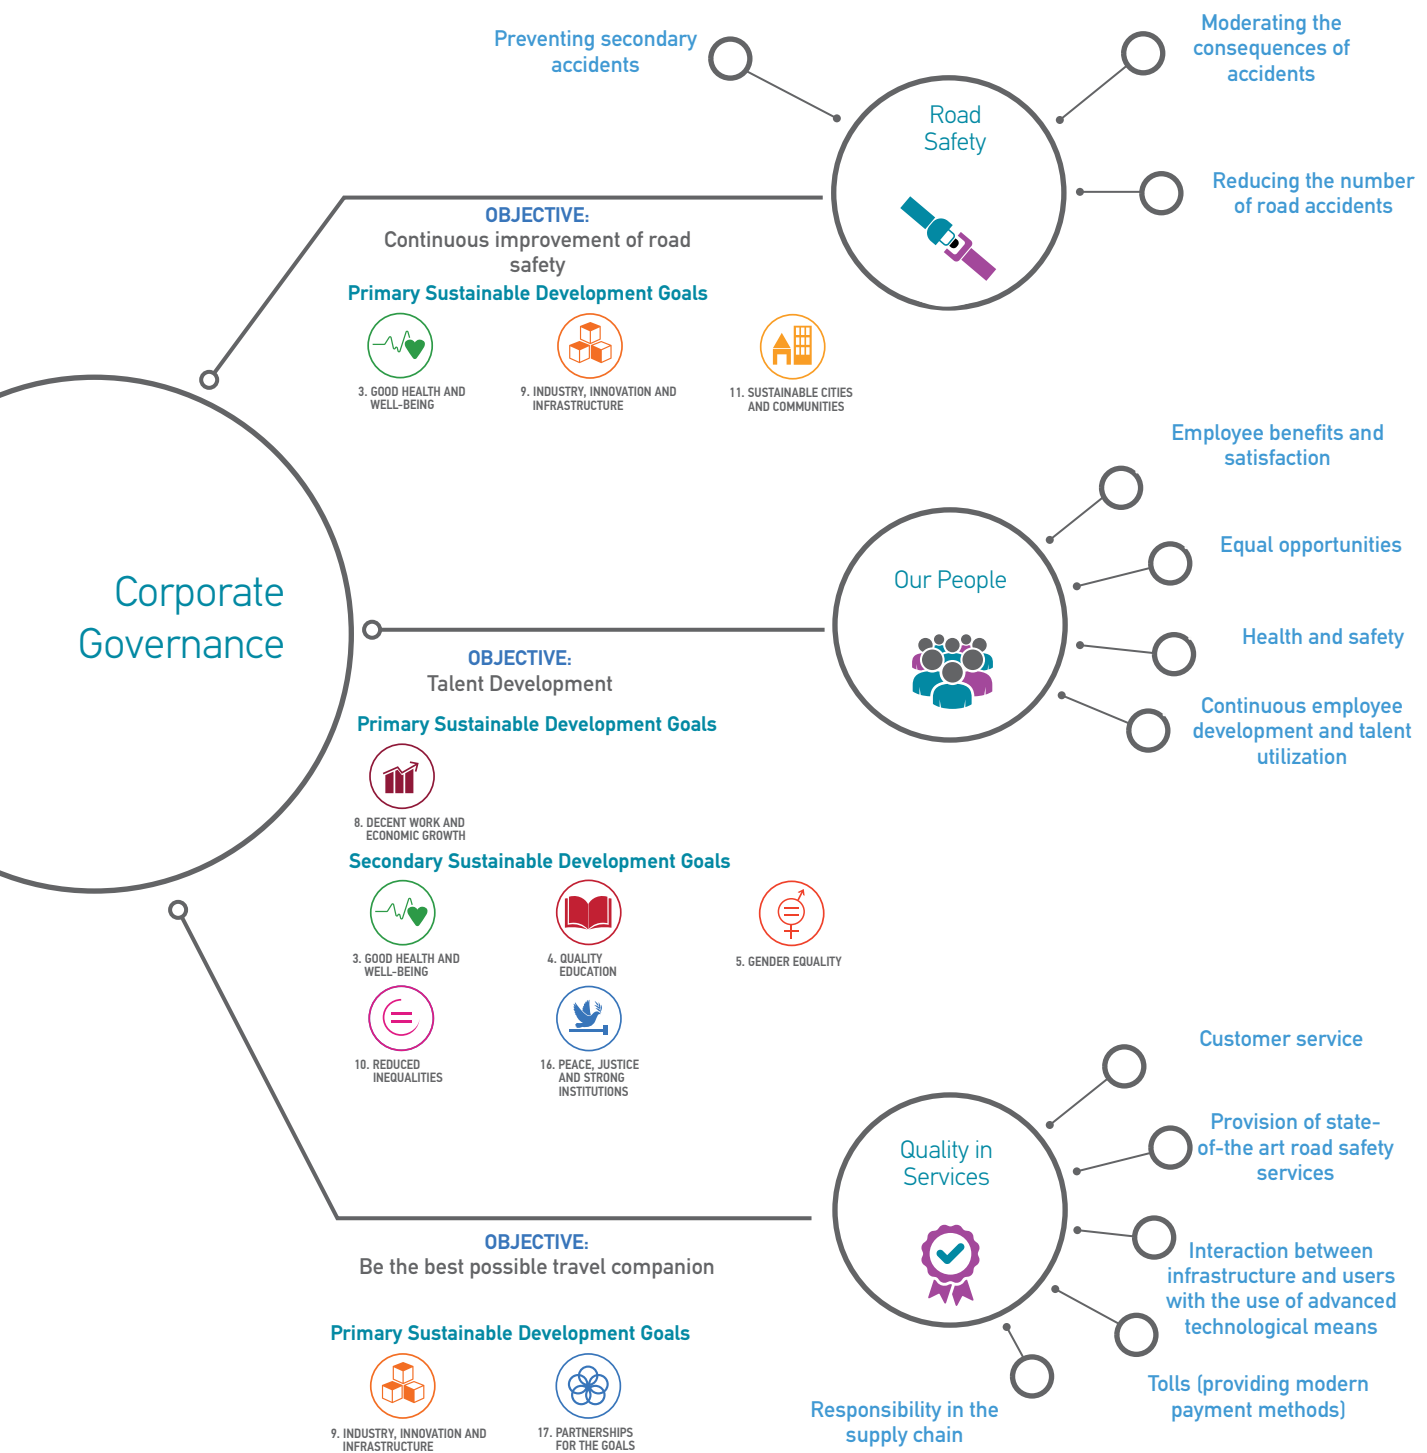 Preventing secondary
accidents
Moderating the
consequences of
accidents
Road
Safety
Reducing the number
of road accidents
OBJECTIVE:
Continuous improvement of road
safety
Primary Sustainable Development Goals
3. GOOD HEALTH AND
WELL-BEING
9. INDUSTRY, INNOVATION AND
INFRASTRUCTURE
11. SUSTAINABLE CITIES
AND COMMUNITIES
Corporate
Governance
Employee benefits and
satisfaction
Equal opportunities
Our People
Health and safety
Continuous employee
development and talent
utilization
OBJECTIVE:
Talent Development
Primary Sustainable Development Goals
8. DECENT WORK AND
ECONOMIC GROWTH
Secondary Sustainable Development Goals
3. GOOD HEALTH AND
WELL-BEING
4. QUALITY
EDUCATION
5. GENDER EQUALITY
10. REDUCED
INEQUALITIES
16. PEACE, JUSTICE
AND STRONG
INSTITUTIONS
Customer service
Provision of state-
of-the art road safety
services
Quality in
Services
Interaction between
infrastructure and users
with the use of advanced
technological means
Tolls (providing modern
payment methods)
Responsibility in the
supply chain
OBJECTIVE:
Be the best possible travel companion
Primary Sustainable Development Goals
9. INDUSTRY, INNOVATION AND
INFRASTRUCTURE
17. PARTNERSHIPS
FOR THE GOALS